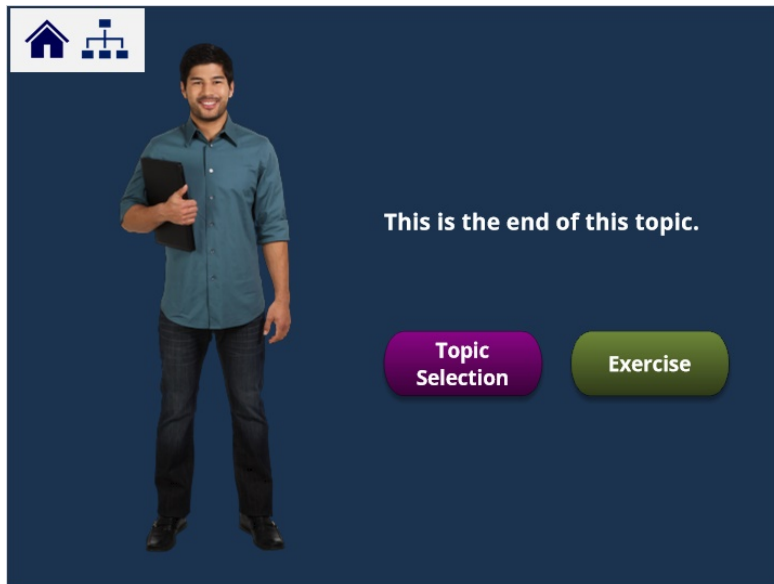 This is the end of this topic.
Topic
Selection
Exercise